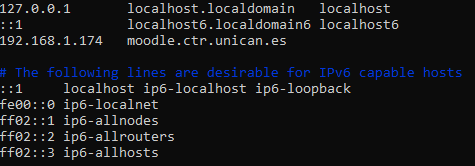 127.0.0.1       localhost.localdomain   localhost
::1             localhost6.localdomain6 localhost6
192.168.1.174   moodle.ctr.unican.es
# The following lines are desirable for IPv6 capable hosts
::1     localhost ip6-localhost ip6-loopback
fe00::0 ip6-localnet
ff02::1 ip6-allnodes
ff02::2 ip6-allrouters
ff02::3 ip6-allhosts